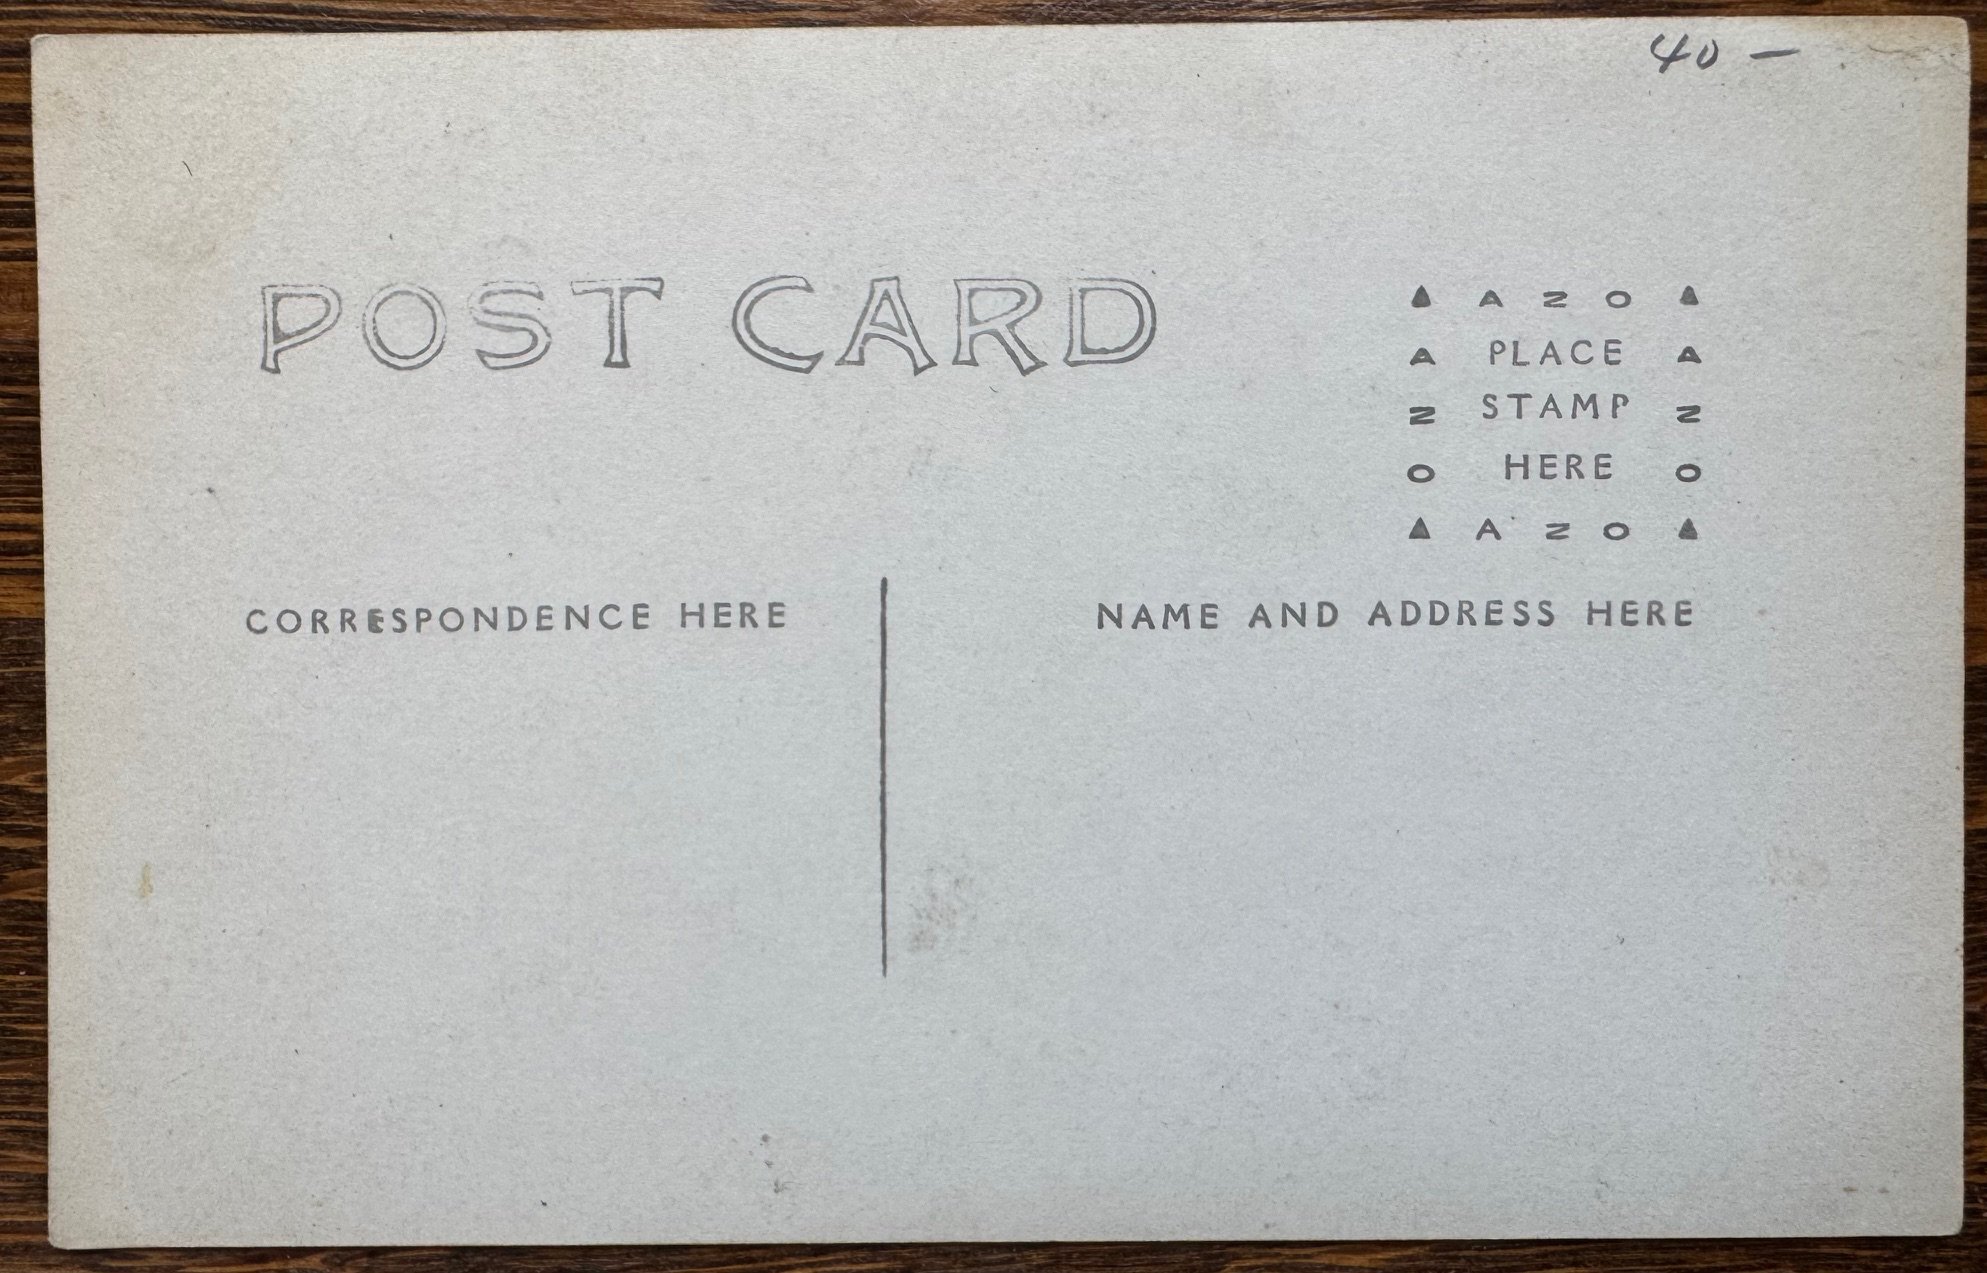 40 —
POST CARD
▲ A Z O ▲
A PLACE A
Z STAMP Z
O HERE O
▲ A Z O ▲
CORRESPONDENCE HERE
NAME AND ADDRESS HERE